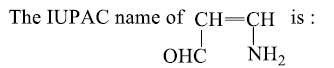 The IUPAC name of CH=CH is :
OHC NH₂